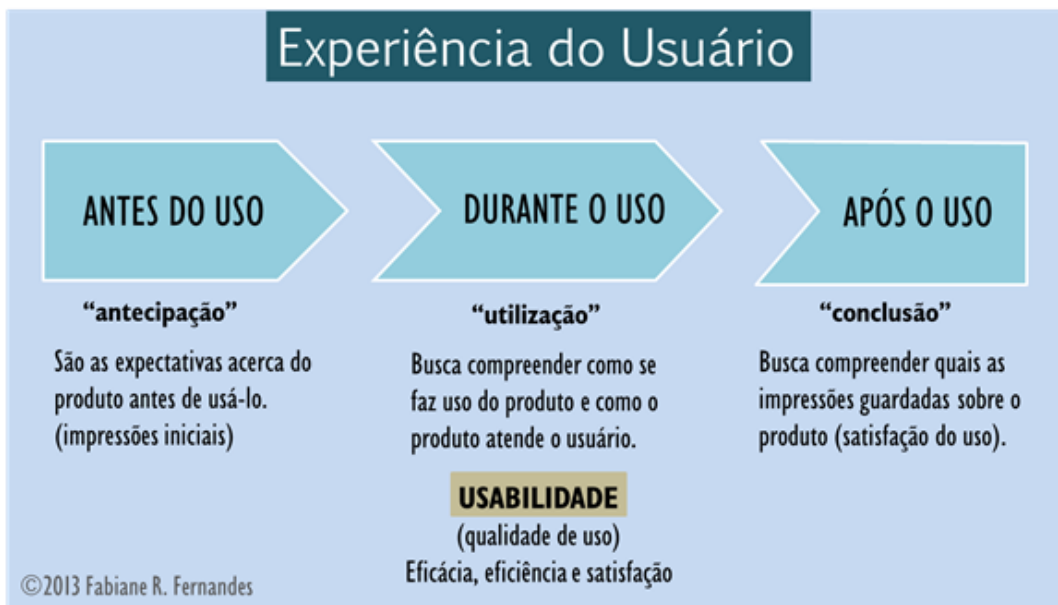 Experiência do Usuário
ANTES DO USO
"antecipação"
São as expectativas acerca do
produto antes de usá-lo.
(impressões iniciais)
DURANTE O USO
"utilização"
Busca compreender como se
faz uso do produto e como o
produto atende o usuário.
USABILIDADE
(qualidade de uso)
Eficácia, eficiência e satisfação
APÓS O USO
"conclusão"
Busca compreender quais as
impressões guardadas sobre o
produto (satisfação do uso).
©2013 Fabiane R. Fernandes